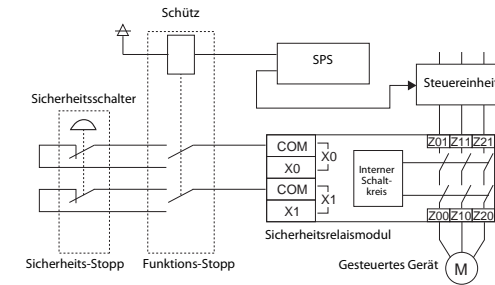 Schütz
SPS
Steuereinheit
Sicherheitsschalter
Z01 Z11 Z21
COM
X0
X0
COM
X1
X1
Interner
Schalt-
kreis
Z00 Z10 Z20
Sicherheitsrelaismodul
Sicherheits-Stopp
Funktions-Stopp
Gesteuertes Gerät
M